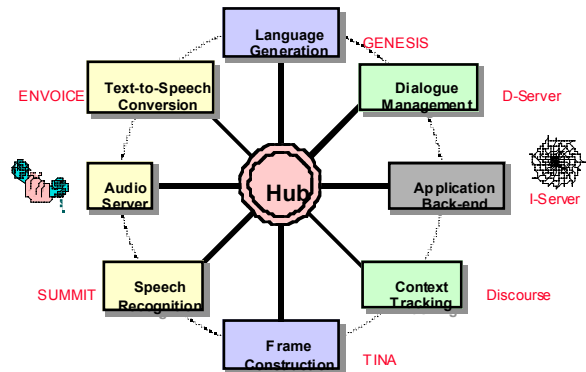 Language
Generation
GENESIS
Text-to-Speech
Conversion
ENVOICE
Dialogue
Management
D-Server
Audio
Server
Hub
Application
Back-end
I-Server
Speech
Recognition
SUMMIT
Context
Tracking
Discourse
Frame
Construction
TINA